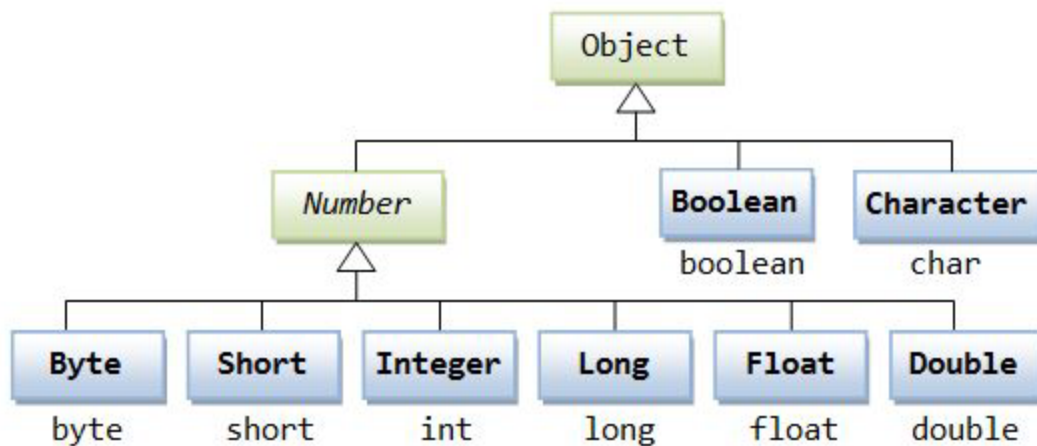 Object
Number
Boolean
Character
boolean
char
Byte
Short
Integer
Long
Float
Double
byte
short
int
long
float
double